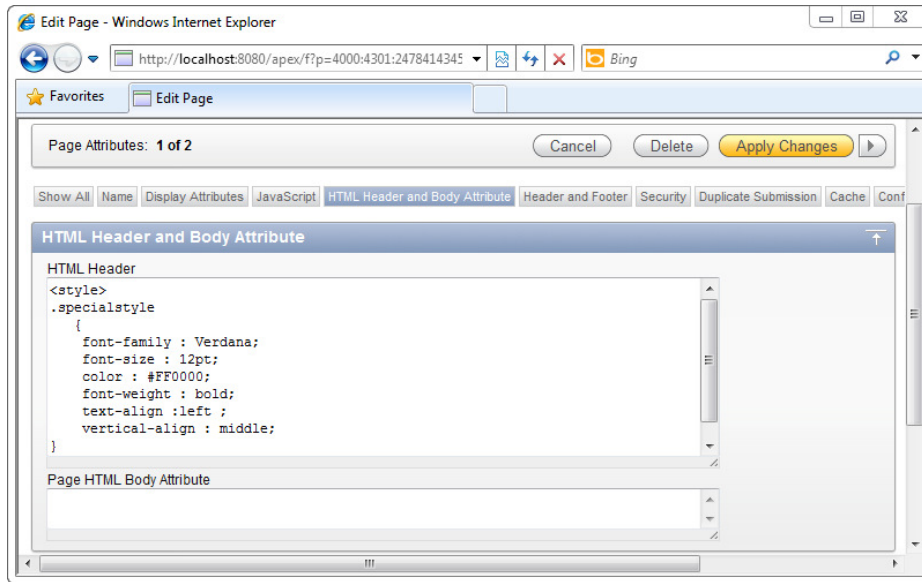 Edit Page - Windows Internet Explorer
http://localhost:8080/apex/f?p=4000:4301:2478414345
Bing
Favorites
Edit Page
Page Attributes: 1 of 2
Cancel
Delete
Apply Changes
Show All Name Display Attributes JavaScript HTML Header and Body Attribute Header and Footer Security Duplicate Submission Cache Conf
HTML Header and Body Attribute
HTML Header
<style>
.specialstyle
{
font-family : Verdana;
font-size : 12pt;
color : #FF0000;
font-weight : bold;
text-align :left ;
vertical-align : middle;
}
Page HTML Body Attribute